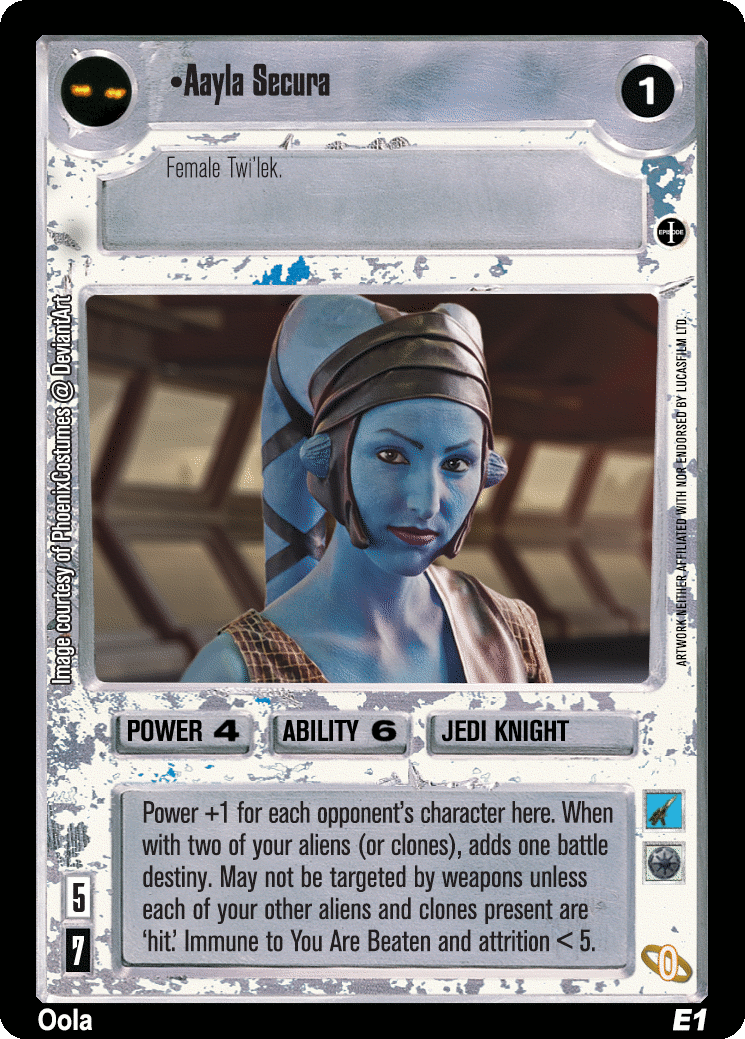 •Aayla Secura
1
Female Twi'lek.
EPISODE
I
Image courtesy of PhoenixCostumes @ DeviantArt
ARTWORK NEITHER AFFILIATED WITH NOR ENDORSED BY LUCASFILM LTD.
POWER 4
ABILITY 6
JEDI KNIGHT
Power +1 for each opponent's character here. When
with two of your aliens (or clones), adds one battle
destiny. May not be targeted by weapons unless
each of your other aliens and clones present are
'hit.' Immune to You Are Beaten and attrition < 5.
5
7
0
Oola
E1